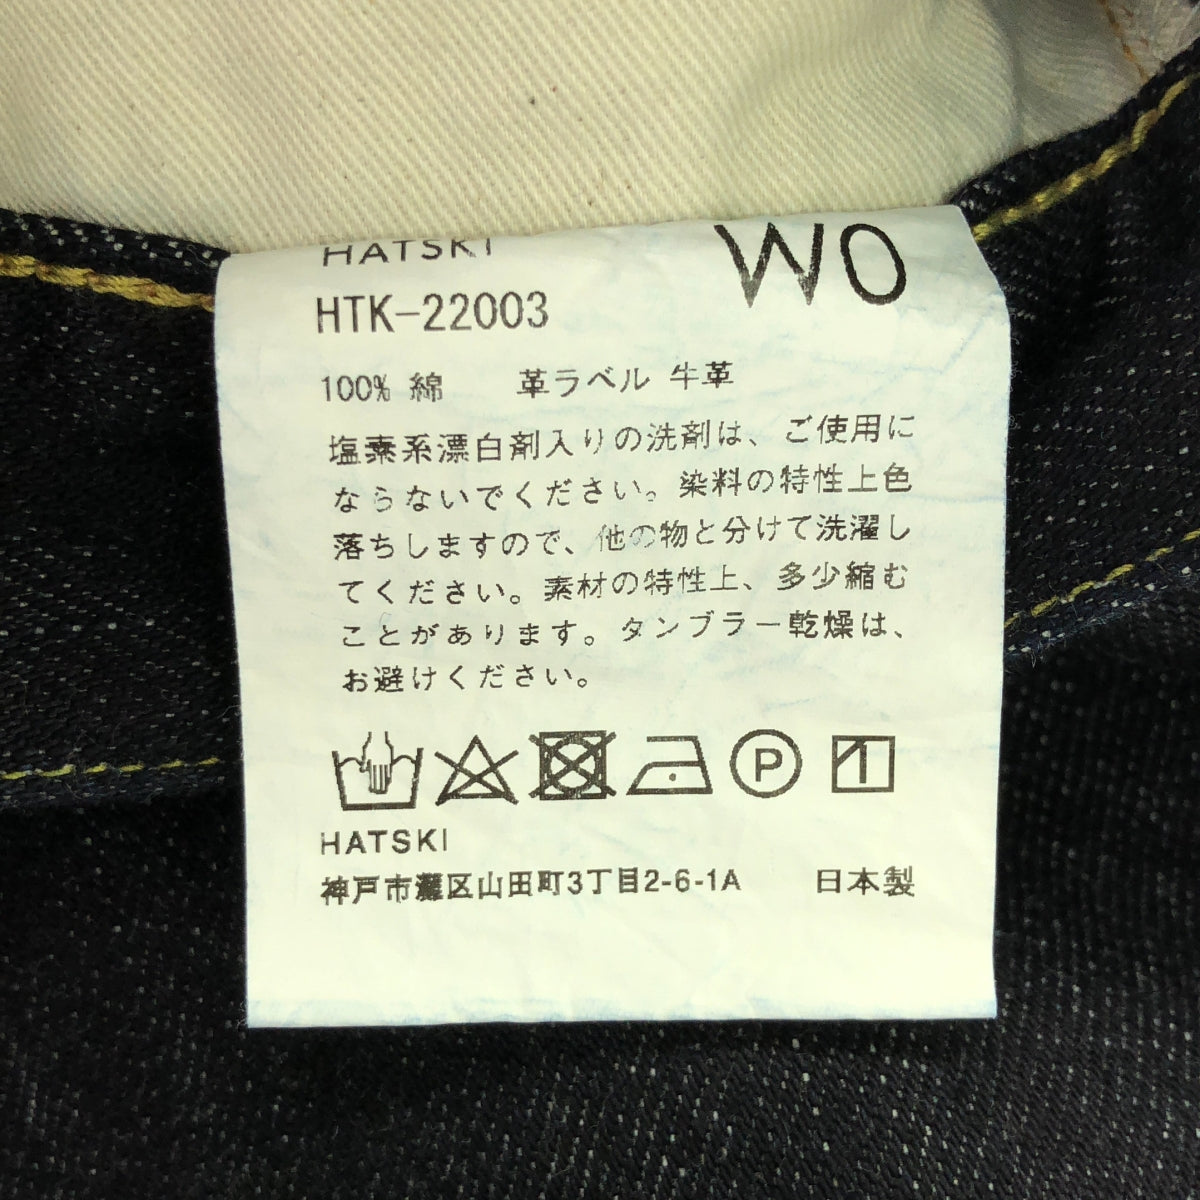 HATSKI
WO
HTK-22003
100% 綿　革ラベル 牛革
塩素系漂白剤入りの洗剤は、ご使用に
ならないでください。染料の特性上色
落ちしますので、他の物と分けて洗濯し
てください。素材の特性上、多少縮む
ことがあります。タンブラー乾燥は、
お避けください。
P
1
HATSKI
神戸市灘区山田町3丁目2-6-1A　日本製